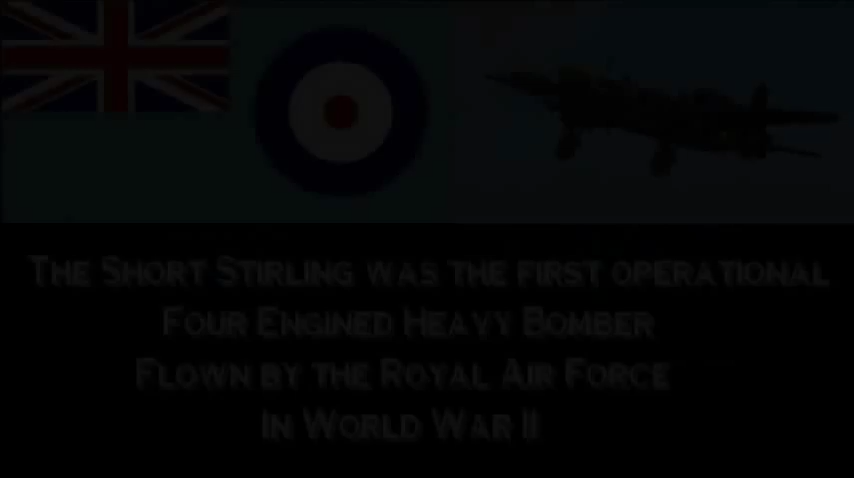 The Short Stirling was the first operational
Four Engined Heavy Bomber
Flown by the Royal Air Force
In World War II